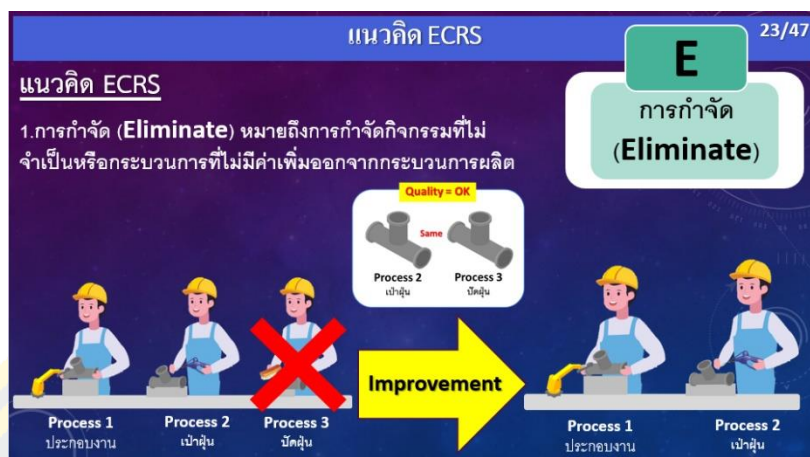 แนวคิด ECRS
23/47
E
การกำจัด
(Eliminate)
แนวคิด ECRS
1.การกำจัด (Eliminate) หมายถึงการกำจัดกิจกรรมที่ไม่
จำเป็นหรือกระบวนการที่ไม่มีค่าเพิ่มออกจากกระบวนการผลิต
Quality = OK
Same
Process 2
เป่าฝุ่น
Process 3
ปัดฝุ่น
Improvement
Process 1
ประกอบงาน
Process 2
เป่าฝุ่น
Process 3
ปัดฝุ่น
Process 1
ประกอบงาน
Process 2
เป่าฝุ่น